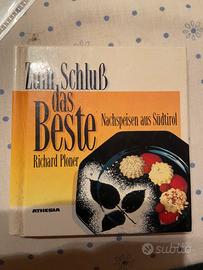 Zum Schluß
das
Beste
Nachspeisen aus Südtirol
Richard Ploner
ATHESIA
subito